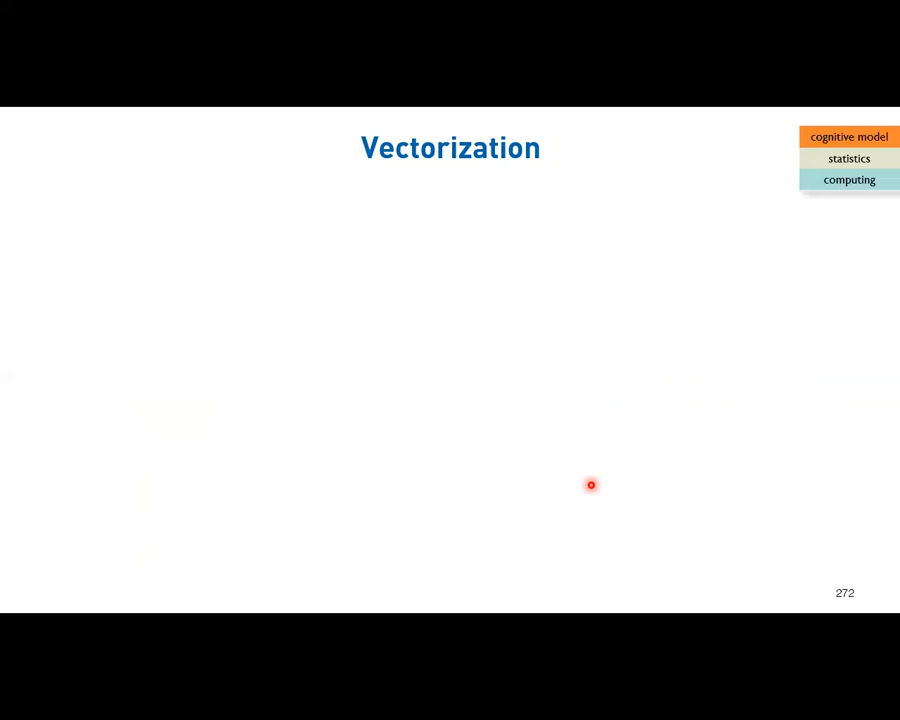 Vectorization
cognitive model
statistics
computing
272